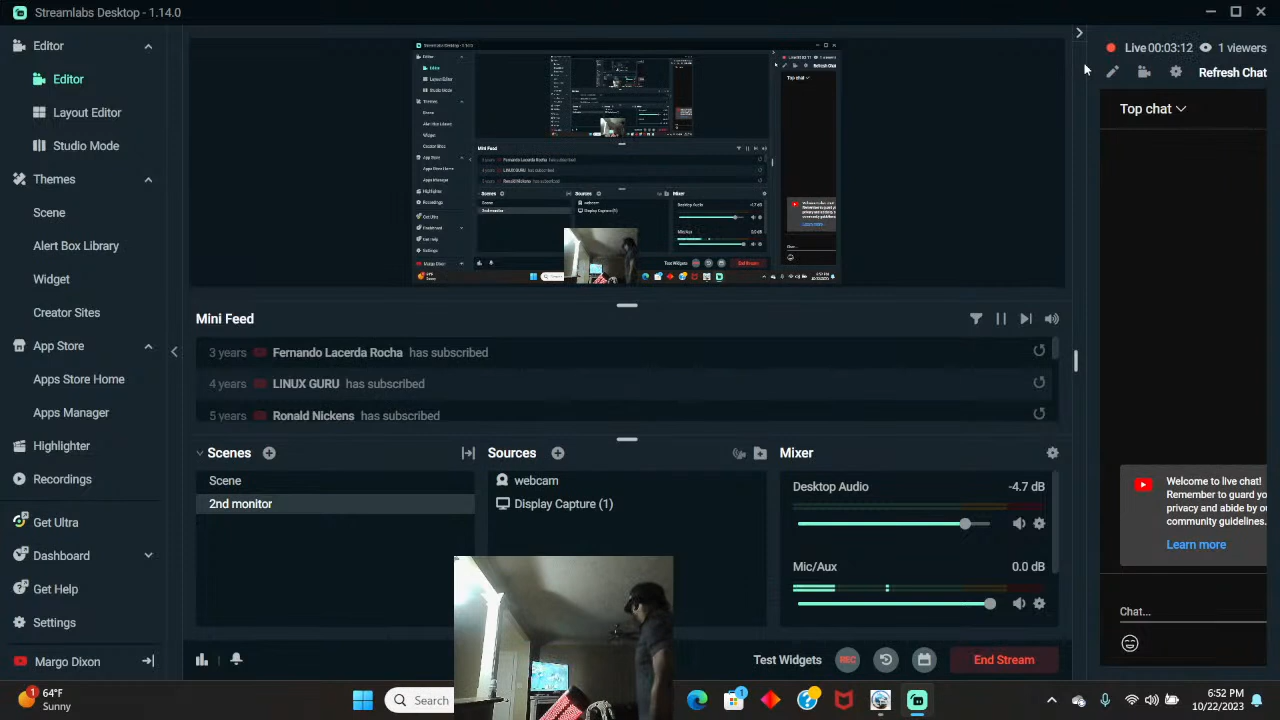 Streamlabs Desktop - 1.14.0
Editor
Editor
Layout Editor
Studio Mode
Themes
Scene
Alert Box Library
Widget
Creator Sites
App Store
Apps Store Home
Apps Manager
Highlighter
Recordings
Get Ultra
Dashboard
Get Help
Settings
Margo Dixon
Mini Feed
3 years Fernando Lacerda Rocha has subscribed
4 years LINUX GURU has subscribed
5 years Ronald Nickens has subscribed
Scenes
Scene
2nd monitor
Sources
webcam
Display Capture (1)
Mixer
Desktop Audio -4.7 dB
Mic/Aux 0.0 dB
Test Widgets REC End Stream
1 viewers
Refresh Chat
Top chat
Welcome to live chat!
Remember to guard yo
privacy and abide by o
community guidelines.
Learn more
Chat...
1 64°F
Sunny
Search
6:52 PM
10/22/2023